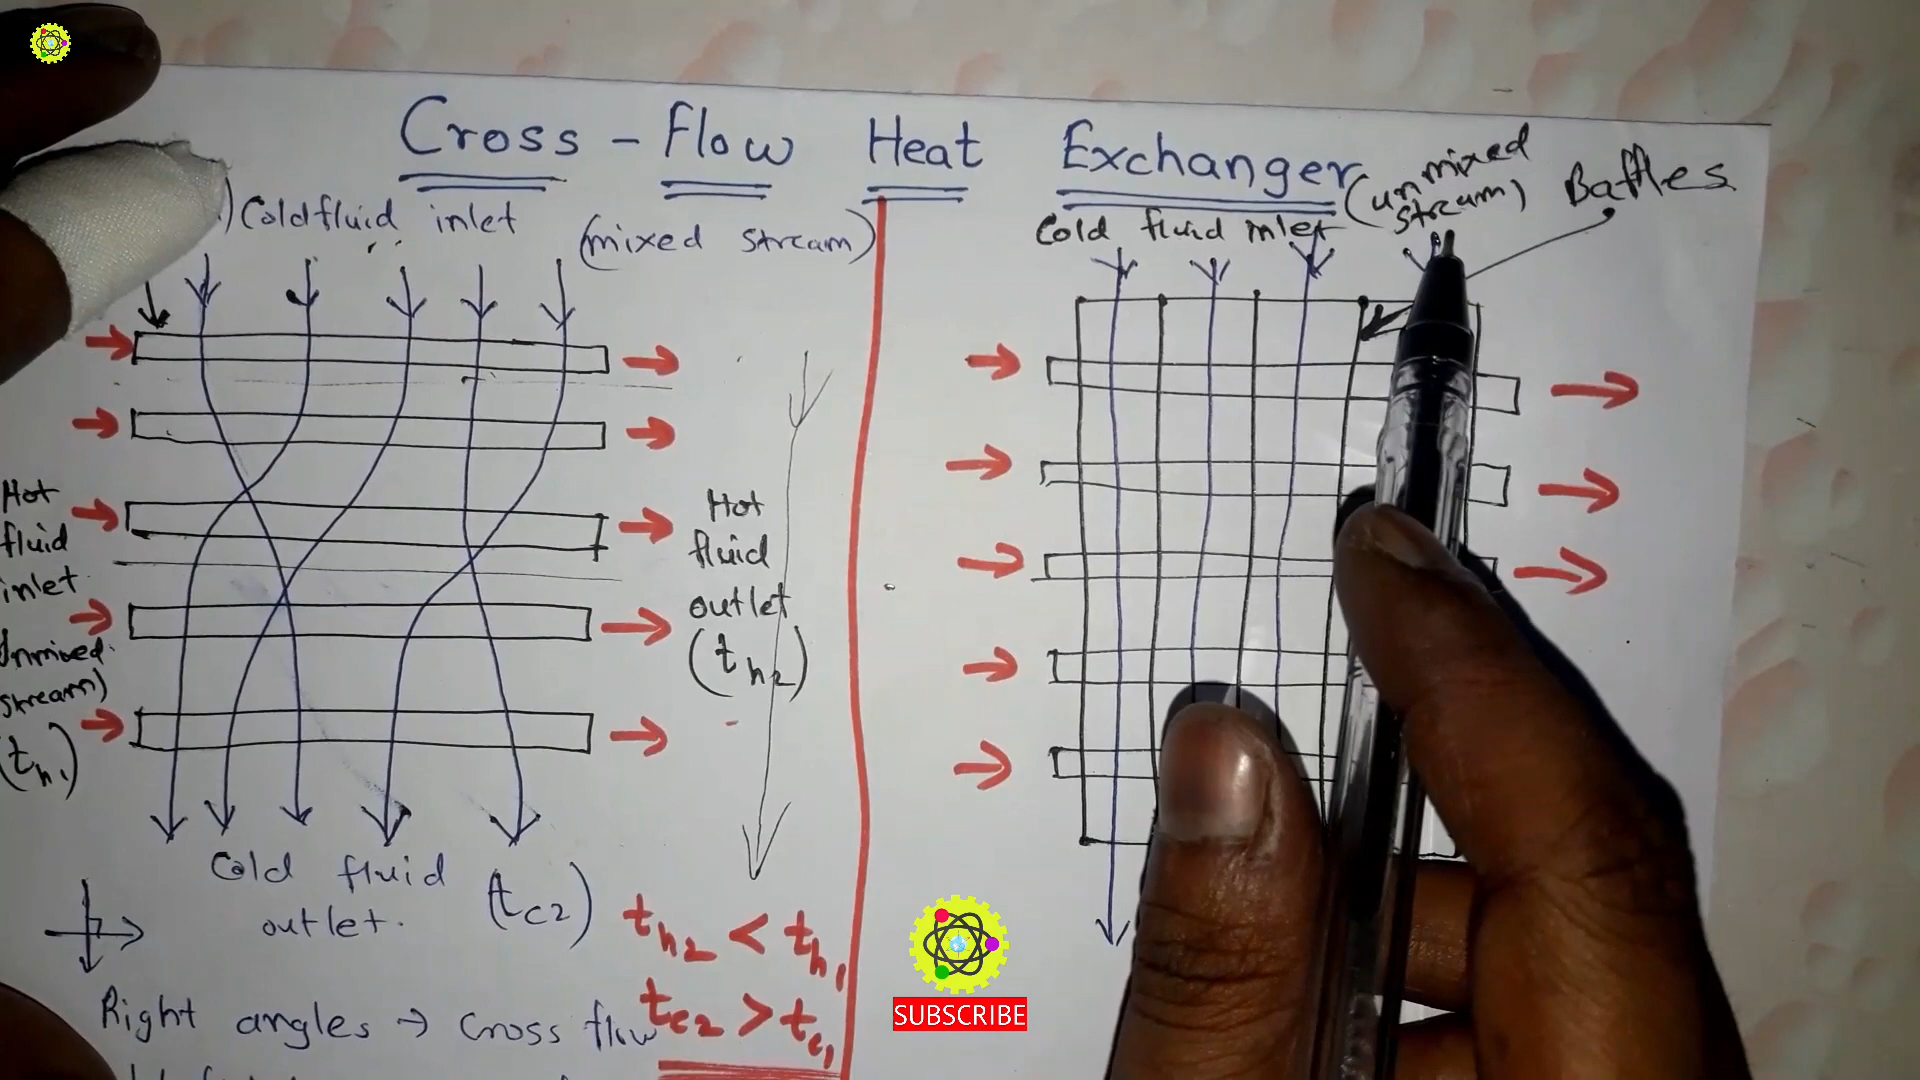 Cross - Flow Heat Exchanger
Cold fluid inlet
(mixed stream)
Cold fluid inlet
(unmixed
stream)
Baffles
Hot
fluid
inlet
Unmixed
stream)
(th1)
Hot
fluid
outlet
(th2)
Cold fluid
outlet.
(tc2)
th2 < th1
tc2 > tc1
Right angles → Cross flow
SUBSCRIBE